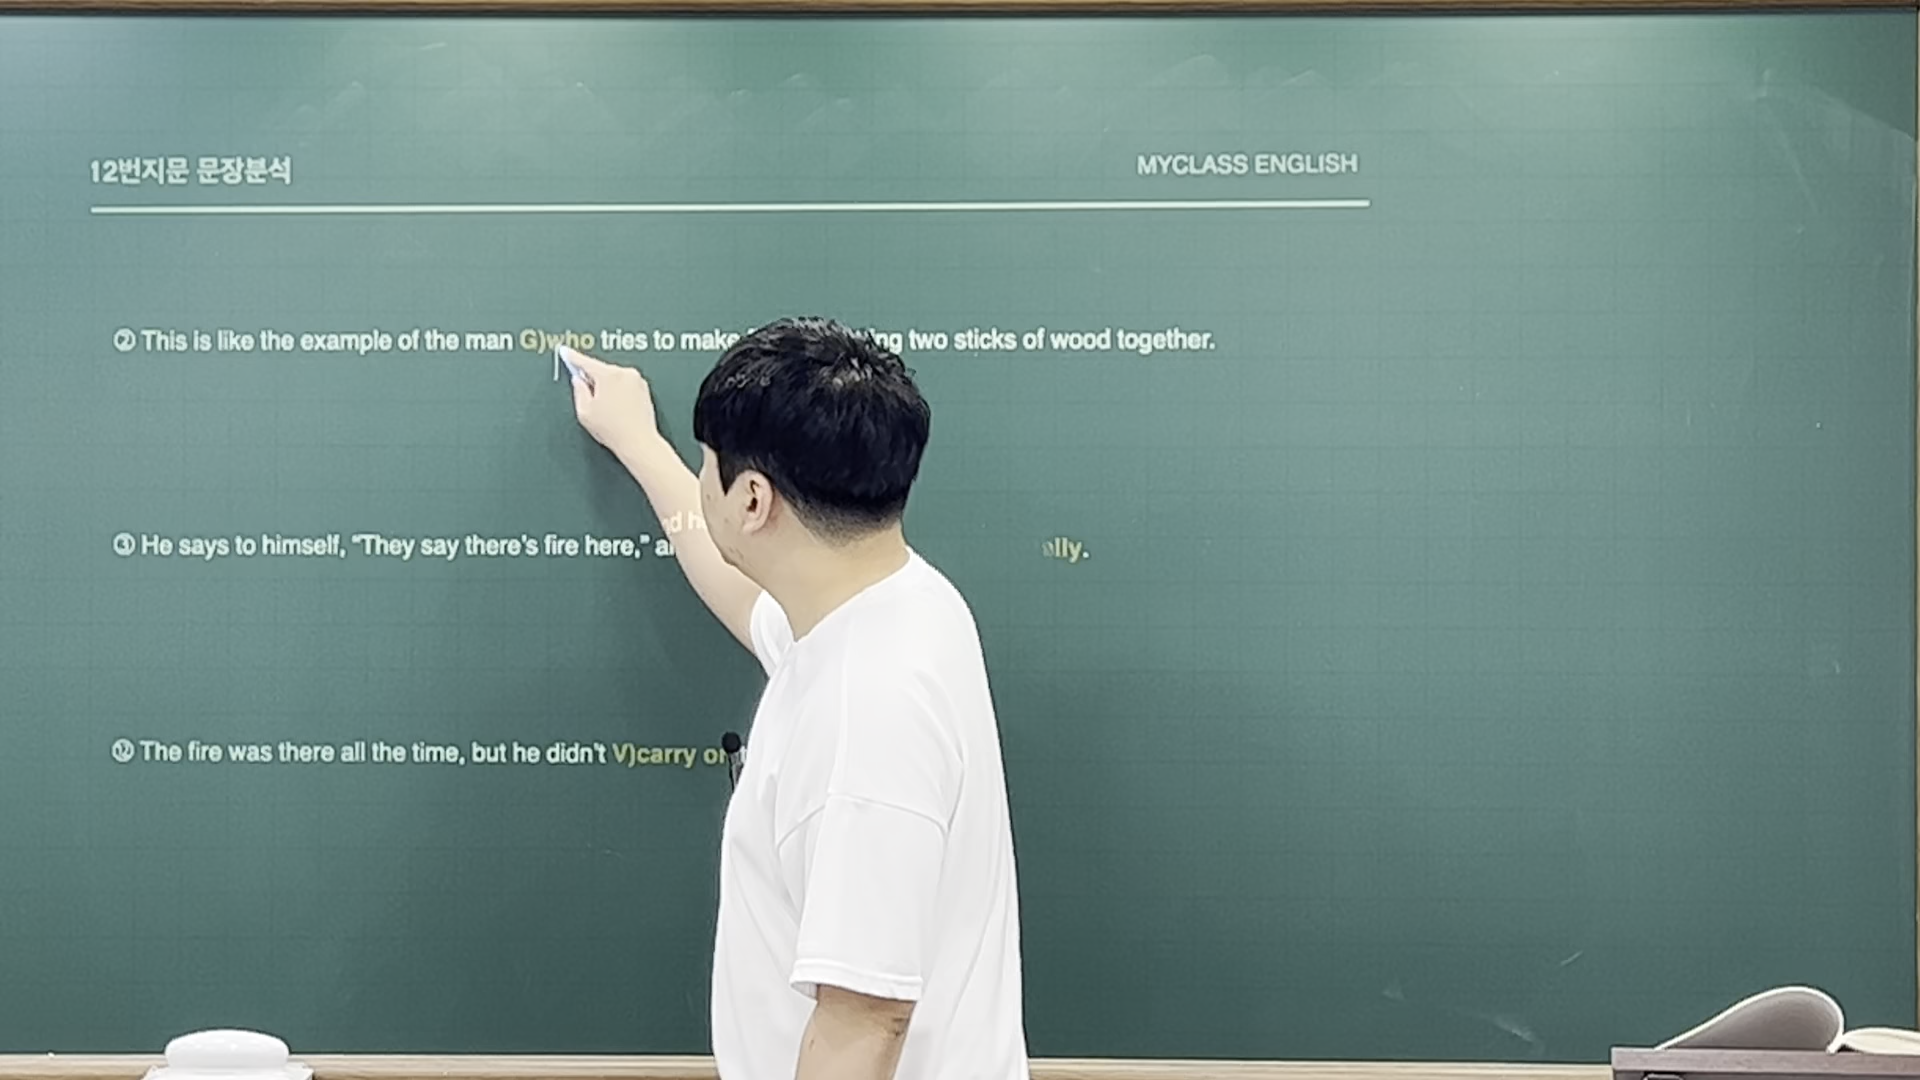 12번지문 문장분석
MYCLASS ENGLISH
② This is like the example of the man G)who tries to make two sticks of wood together.
③ He says to himself, “They say there's fire here,”
⑫ The fire was there all the time, but he didn't V)carry